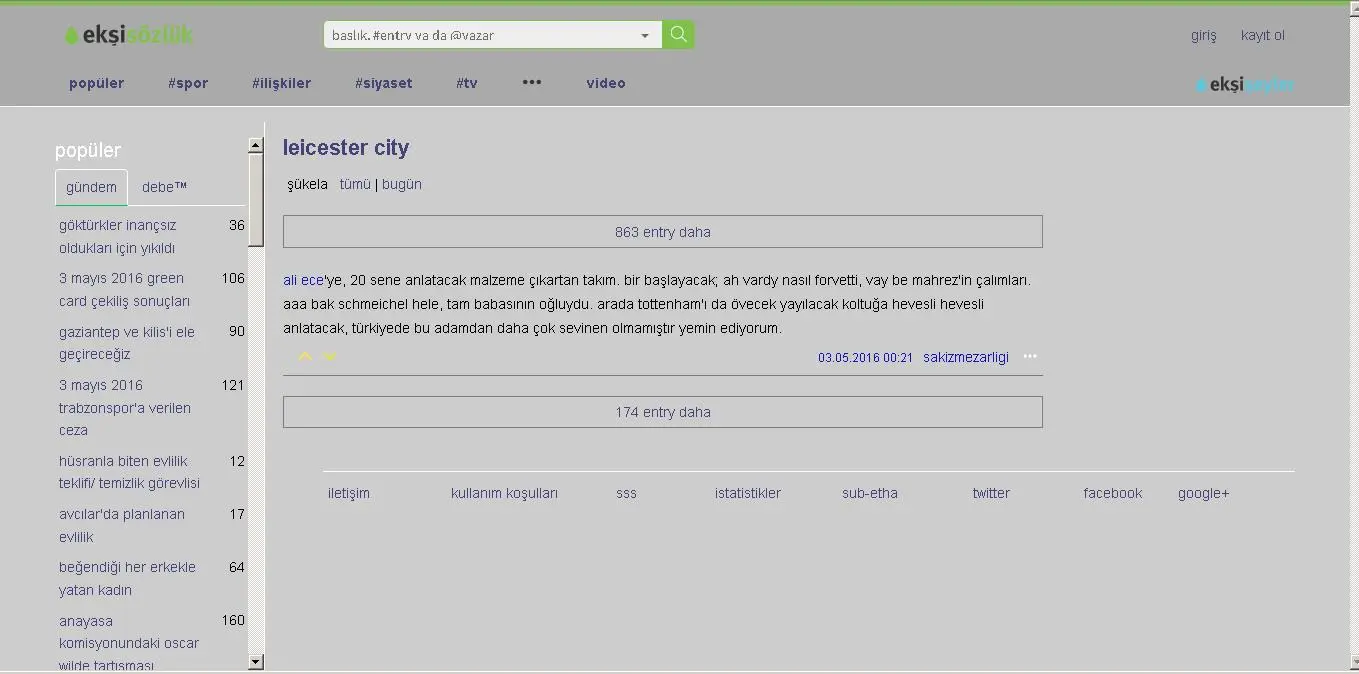 ekşisözlük
başlık, #entry ya da @yazar
giriş kayıt ol
popüler #spor #ilişkiler #siyaset #tv ••• video
ekşişeyler
popüler
gündem debe™
göktürkler inançsız 36
oldukları için yıkıldı
3 mayıs 2016 green 106
card çekiliş sonuçları
gaziantep ve kilis'i ele 90
geçireceğiz
3 mayıs 2016 121
trabzonspor'a verilen
ceza
hüsranla biten evlilik 12
teklifi/ temizlik görevlisi
avcılar'da planlanan 17
evlilik
beğendiği her erkekle 64
yatan kadın
anayasa 160
komisyonundaki oscar
wilde tartışması
leicester city
şükela tümü | bugün
863 entry daha
ali ece'ye, 20 sene anlatacak malzeme çıkartan takım. bir başlayacak; ah vardy nasıl forvetti, vay be mahrez'in çalımları.
aaa bak schmeichel hele, tam babasının oğluydu. arada tottenham'ı da övecek yayılacak koltuğa hevesli hevesli
anlatacak, türkiyede bu adamdan daha çok sevinen olmamıştır yemin ediyorum.
03.05.2016 00:21 sakizmezarligi •••
174 entry daha
iletişim kullanım koşulları sss istatistikler sub-etha twitter facebook google+